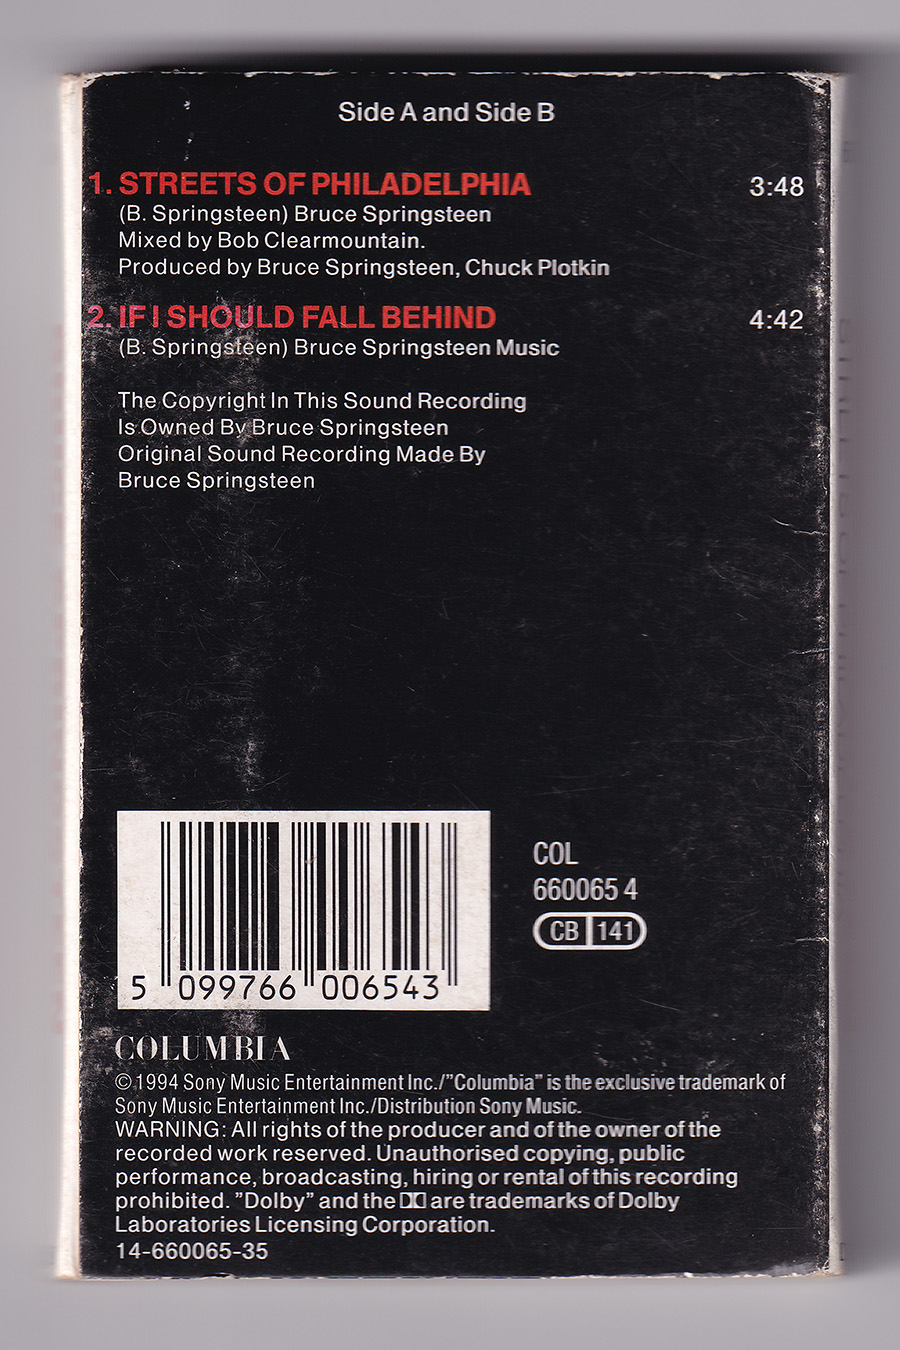 Side A and Side B
1. STREETS OF PHILADELPHIA 3:48
(B. Springsteen) Bruce Springsteen
Mixed by Bob Clearmountain.
Produced by Bruce Springsteen, Chuck Plotkin
2. IF I SHOULD FALL BEHIND 4:42
(B. Springsteen) Bruce Springsteen Music
The Copyright In This Sound Recording
Is Owned By Bruce Springsteen
Original Sound Recording Made By
Bruce Springsteen
COL
660065 4
CB 141
5 099766 006543
COLUMBIA
© 1994 Sony Music Entertainment Inc./"Columbia" is the exclusive trademark of
Sony Music Entertainment Inc./Distribution Sony Music.
WARNING: All rights of the producer and of the owner of the
recorded work reserved. Unauthorised copying, public
performance, broadcasting, hiring or rental of this recording
prohibited. "Dolby" and the are trademarks of Dolby
Laboratories Licensing Corporation.
14-660065-35